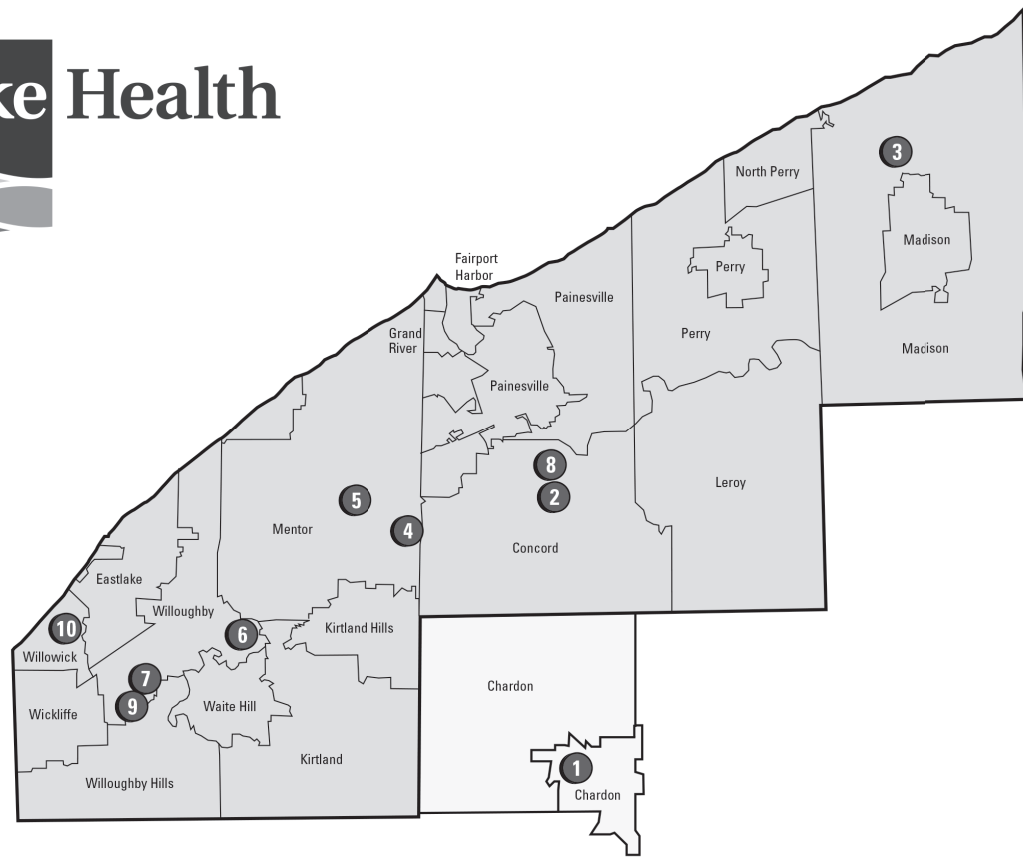 ke Health
3
North Perry
Madison
Fairport
Harbor
Perry
Painesville
Grand
River
Perry
Madison
Painesville
8
5
2
Leroy
4
Mentor
Concord
Eastlake
Willoughby
10
6
Kirtland Hills
Willowick
7
Chardon
9
Waite Hill
Wickliffe
Kirtland
1
Willoughby Hills
Chardon